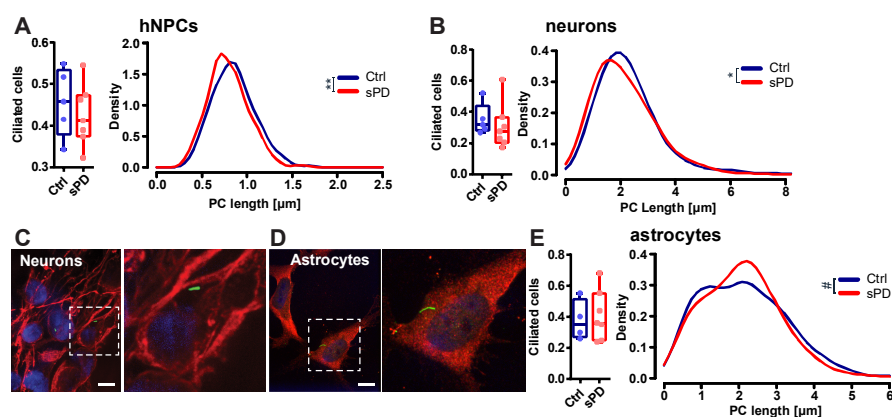 A
hNPCs
Ciliated cells
0.6
0.5
0.4
0.3
Ctrl
sPD
Density
2.0
1.5
1.0
0.5
0.0
0.0
0.5
1.0
1.5
2.0
2.5
PC length [µm]
**
Ctrl
sPD
B
neurons
Ciliated cells
0.8
0.6
0.4
0.2
0.0
Ctrl
sPD
Density
0.4
0.3
0.2
0.1
0.0
0
2
4
6
8
PC Length [µm]
*
Ctrl
sPD
C
Neurons
D
Astrocytes
E
astrocytes
Ciliated cells
0.8
0.6
0.4
0.2
0.0
Ctrl
sPD
Density
0.4
0.3
0.2
0.1
0.0
0
1
2
3
4
5
6
PC length [µm]
#
Ctrl
sPD